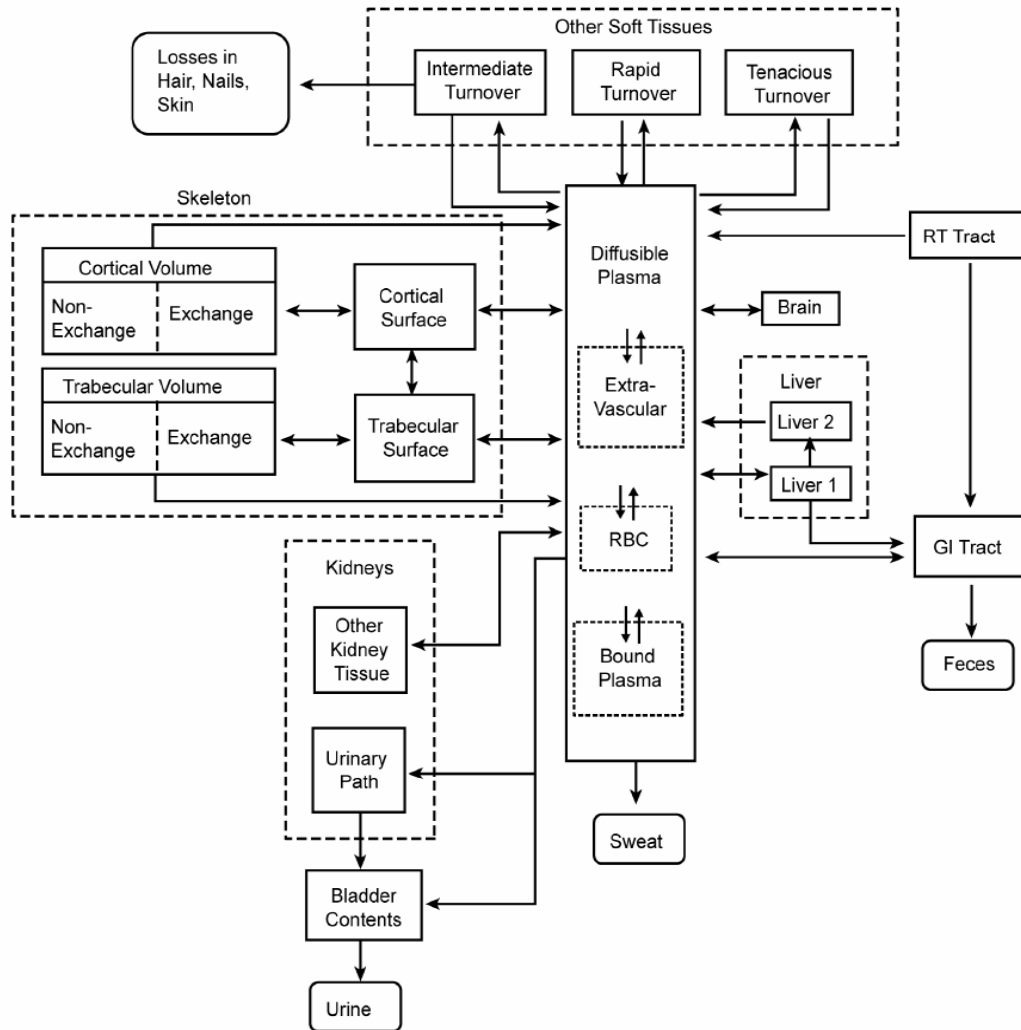 Other Soft Tissues
Losses in
Hair, Nails,
Skin
Intermediate
Turnover
Rapid
Turnover
Tenacious
Turnover
Skeleton
Cortical Volume
Non-
Exchange
Exchange
Cortical
Surface
Trabecular Volume
Non-
Exchange
Exchange
Trabecular
Surface
Diffusible
Plasma
Extra-
Vascular
RBC
Bound
Plasma
RT Tract
Brain
Liver
Liver 2
Liver 1
GI Tract
Feces
Kidneys
Other
Kidney
Tissue
Urinary
Path
Sweat
Bladder
Contents
Urine